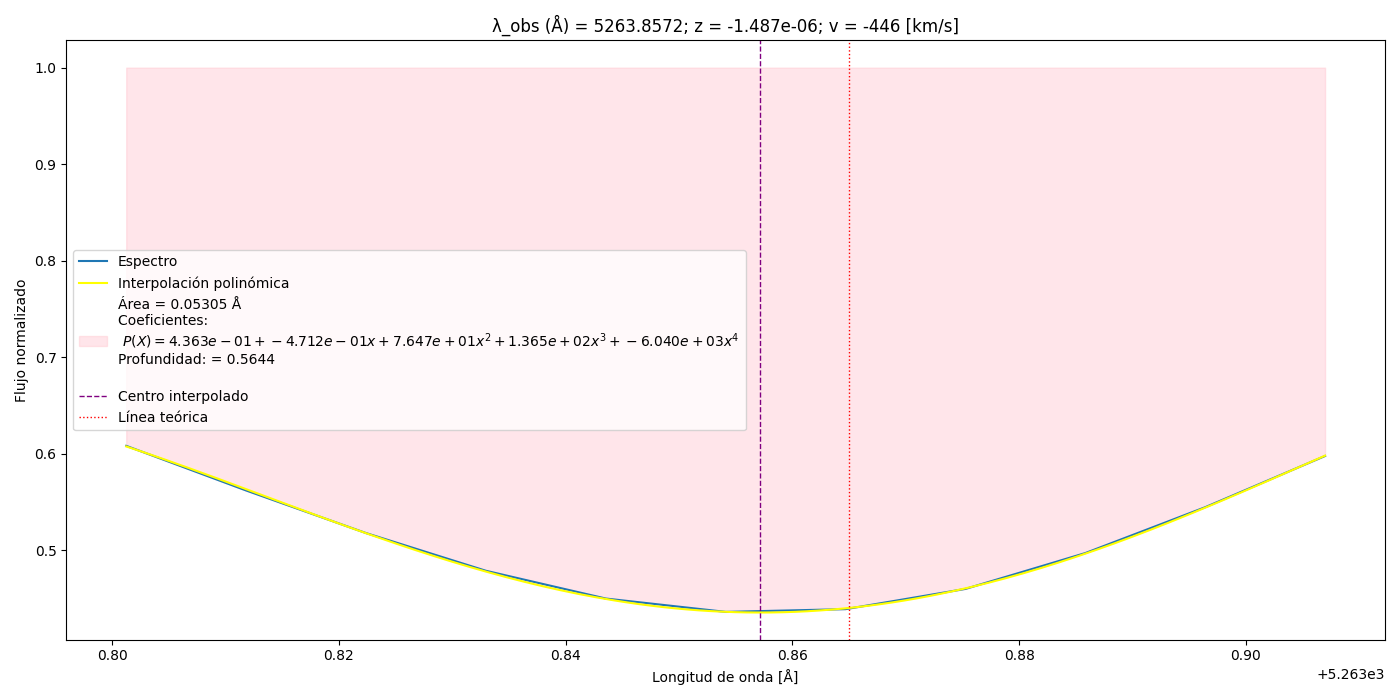 λ_obs (Å) = 5263.8572; z = -1.487e-06; v = -446 [km/s]
Flujo normalizado
1.0
0.9
0.8
0.7
0.6
0.5
Espectro
Interpolación polinómica
Área = 0.05305 Å
Coeficientes:
P(X) = 4.363e − 01 + −4.712e − 01x + 7.647e + 01x² + 1.365e + 02x³ + −6.040e + 03x⁴
Profundidad: = 0.5644
Centro interpolado
Línea teórica
0.80 0.82 0.84 0.86 0.88 0.90
+5.263e3
Longitud de onda [Å]